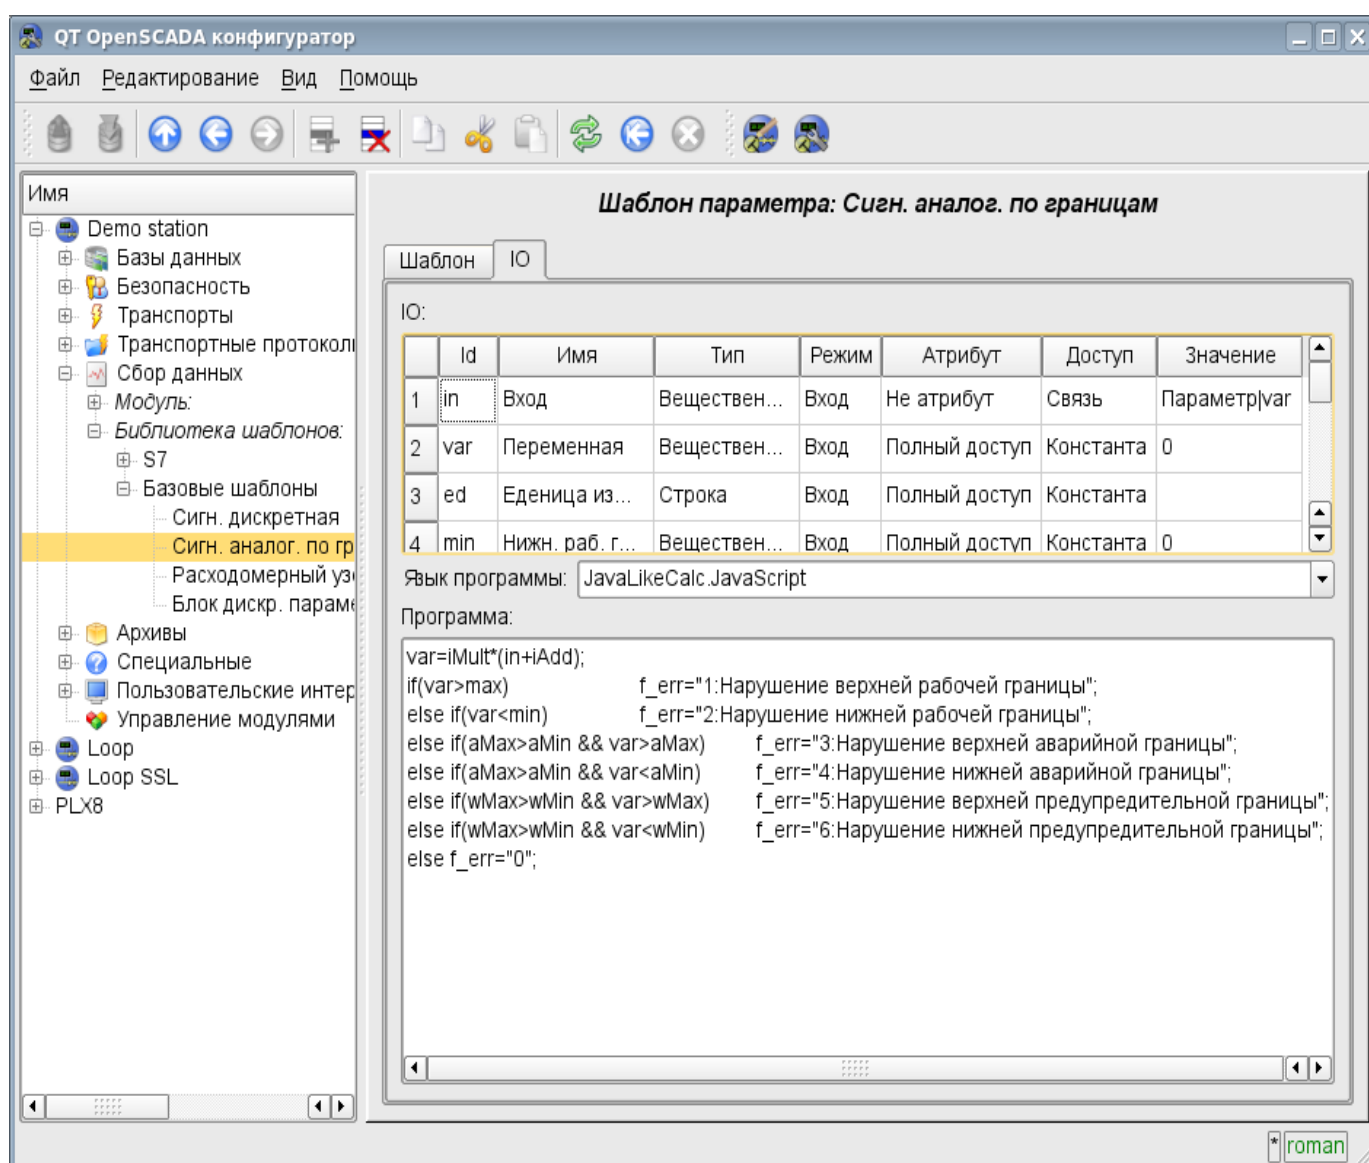 QT OpenSCADA конфигуратор
Файл Редактирование Вид Помощь
Имя
Demo station
Базы данных
Безопасность
Транспорты
Транспортные протокол
Сбор данных
Модуль:
Библиотека шаблонов:
S7
Базовые шаблоны
Сигн. дискретная
Сигн. аналог. по гр
Расходомерный уз
Блок дискр. парам
Архивы
Специальные
Пользовательские интер
Управление модулями
Loop
Loop SSL
PLX8
Шаблон параметра: Сигн. аналог. по границам
Шаблон IO
IO:
Id Имя Тип Режим Атрибут Доступ Значение
1 in Вход Веществен... Вход Не атрибут Связь Параметр|var
2 var Переменная Веществен... Вход Полный доступ Константа 0
3 ed Еденица из... Строка Вход Полный доступ Константа
4 min Нижн. раб. г... Веществен... Вход Полный доступ Константа 0
Язык программы: JavaLikeCalc.JavaScript
Программа:
var=iMult*(in+iAdd);
if(var>max) f_err="1:Нарушение верхней рабочей границы";
else if(var<min) f_err="2:Нарушение нижней рабочей границы";
else if(aMax>aMin && var>aMax) f_err="3:Нарушение верхней аварийной границы";
else if(aMax>aMin && var<aMin) f_err="4:Нарушение нижней аварийной границы";
else if(wMax>wMin && var>wMax) f_err="5:Нарушение верхней предупредительной границы";
else if(wMax>wMin && var<wMin) f_err="6:Нарушение нижней предупредительной границы";
else f_err="0";
* roman